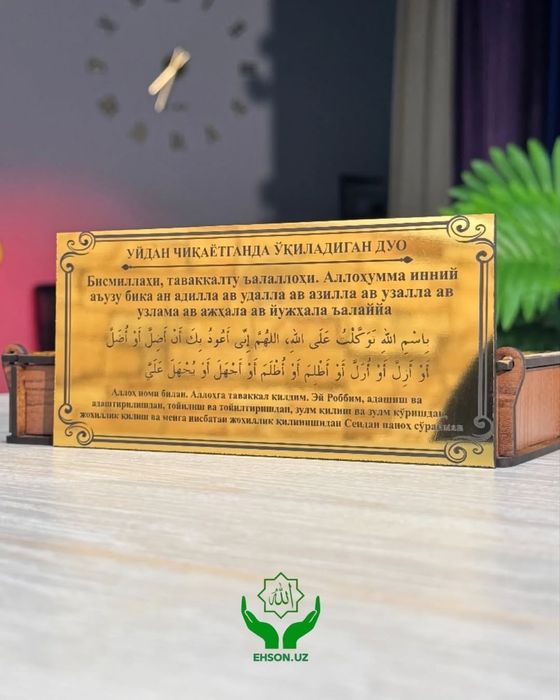 УЙДАН ЧИҚАЁТГАНДА ЎҚИЛАДИГАН ДУО
Бисмиллаҳи, таваккалту ъалаллоҳи. Аллоҳумма инний
аъузу бика ан адилла ав удалла ав азилла ав узалла ав
узлама ав ажҳала ав йужҳала ъалаййа
بِاسْمِ اللهِ تَوَكَّلْتُ عَلَى اللهِ، اللهُمَّ إِنِّى أَعُوذُ بِكَ أَنْ أَضِلَّ أَوْ أُضَلَّ
أَوْ أَزِلَّ أَوْ أُزَلَّ أَوْ أَظْلِمَ أَوْ أُظْلَمَ أَوْ أَجْهَلَ أَوْ يُجْهَلَ عَلَيَّ
Аллоҳ номи билан. Аллоҳга таваккал қилдим. Эй Роббим, адашиш ва
адаштирилишдан, тойилиш ва тойилтиришдан, зулм қилиш ва зулм кўришдан,
жоҳиллик қилиш ва менга нисбатан жоҳиллик қилинишидан Сендан паноҳ сўрайман
الله
EHSON.UZ